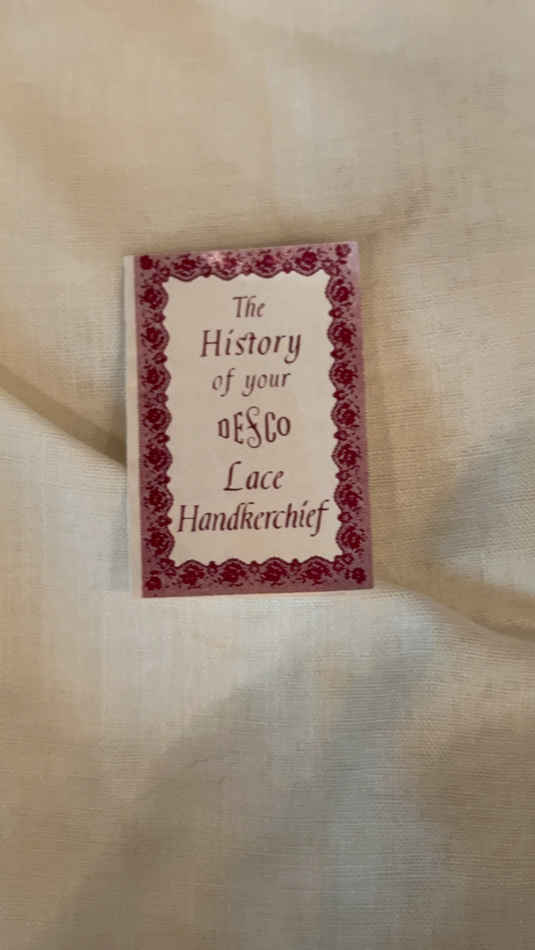 The
History
of your
DESCO
Lace
Handkerchief